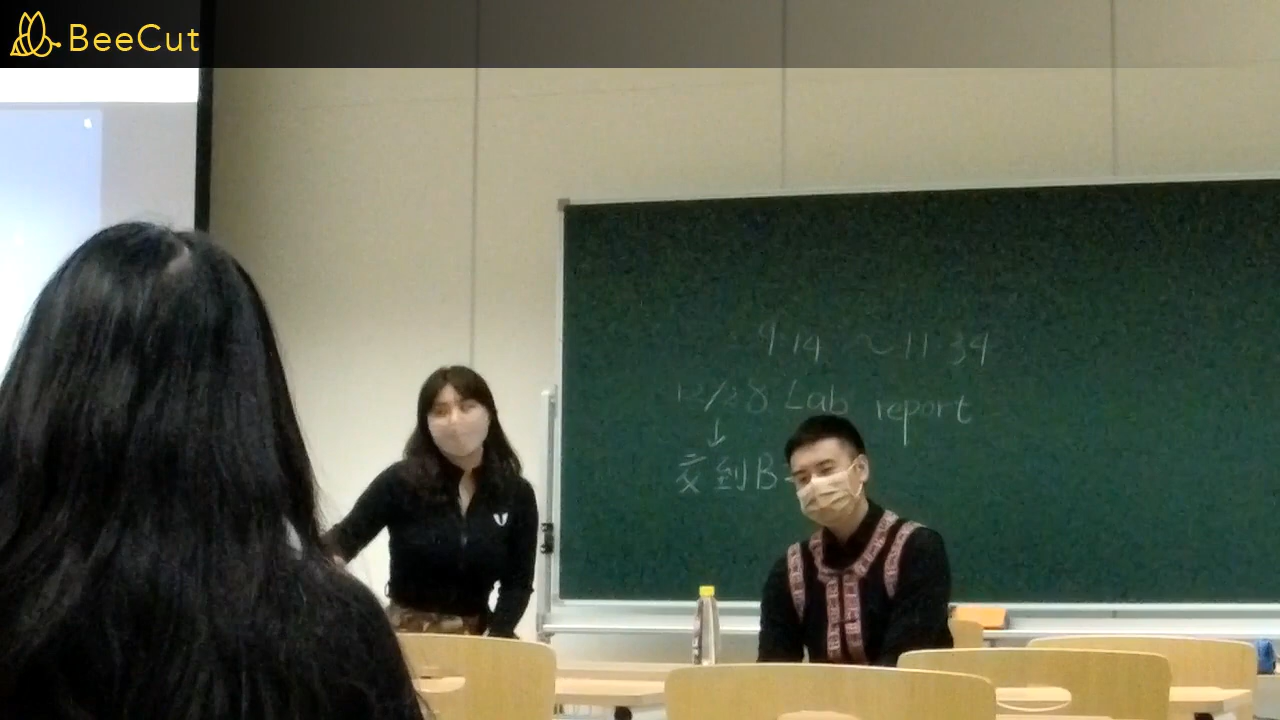 BeeCut
9:14 ~ 11:34
12/28 Lab report
↓
交到B-